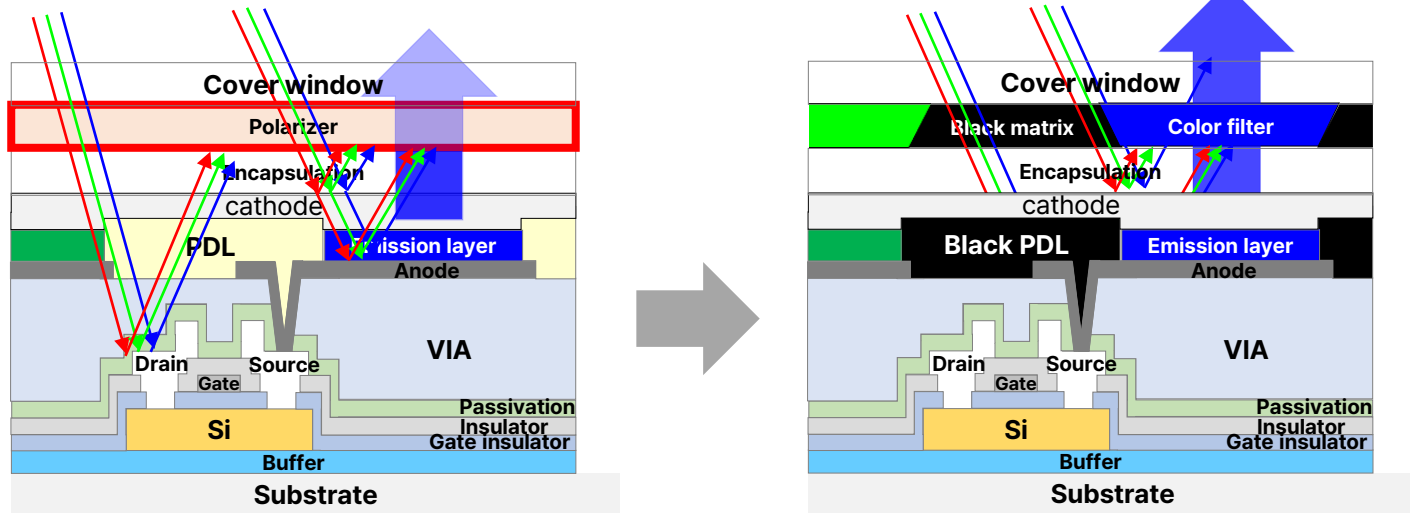 Cover window
Polarizer
Encapsulation
cathode
PDL
Emission layer
Anode
VIA
Drain
Source
Gate
Passivation
Insulator
Si
Gate insulator
Buffer
Substrate
Cover window
Black matrix
Color filter
Encapsulation
cathode
Black PDL
Emission layer
Anode
VIA
Drain
Source
Gate
Passivation
Insulator
Si
Gate insulator
Buffer
Substrate